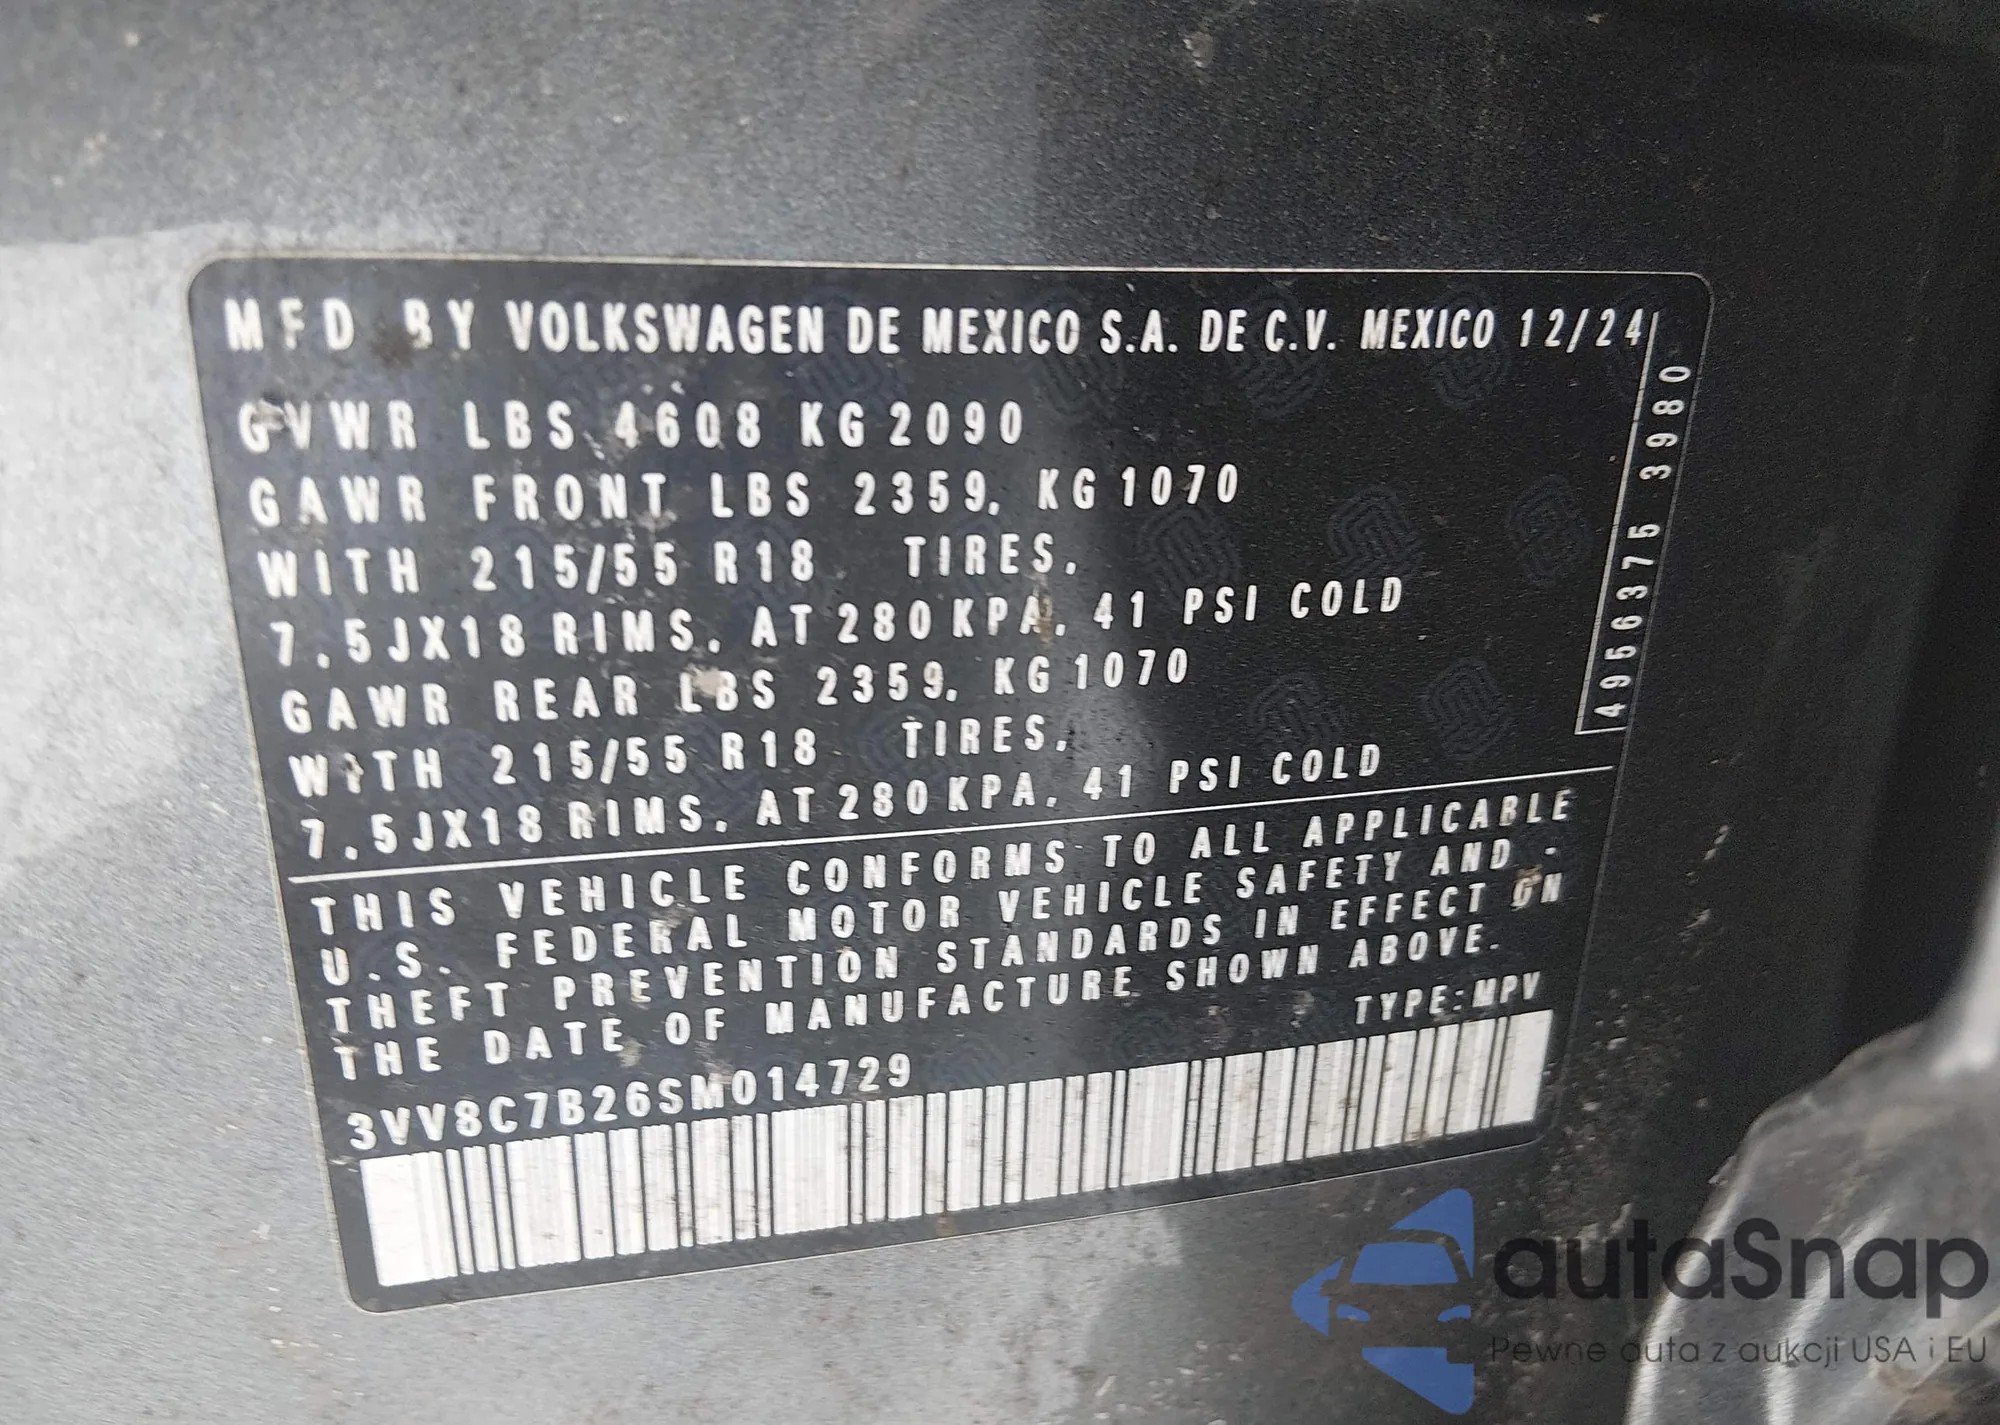 MFD BY VOLKSWAGEN DE MEXICO S.A. DE C.V. MEXICO 12/24
GVWR LBS 4608 KG 2090
GAWR FRONT LBS 2359, KG 1070
WITH 215/55 R18 TIRES,
7.5JX18 RIMS, AT 280 KPA, 41 PSI COLD
GAWR REAR LBS 2359, KG 1070
WITH 215/55 R18 TIRES,
7.5JX18 RIMS, AT 280 KPA, 41 PSI COLD
4956375 3980
THIS VEHICLE CONFORMS TO ALL APPLICABLE
U.S. FEDERAL MOTOR VEHICLE SAFETY AND -
THEFT PREVENTION STANDARDS IN EFFECT ON
THE DATE OF MANUFACTURE SHOWN ABOVE.
TYPE:MPV
3VV8C7B26SM014729
autaSnap
Pewne auta z aukcji USA i EU